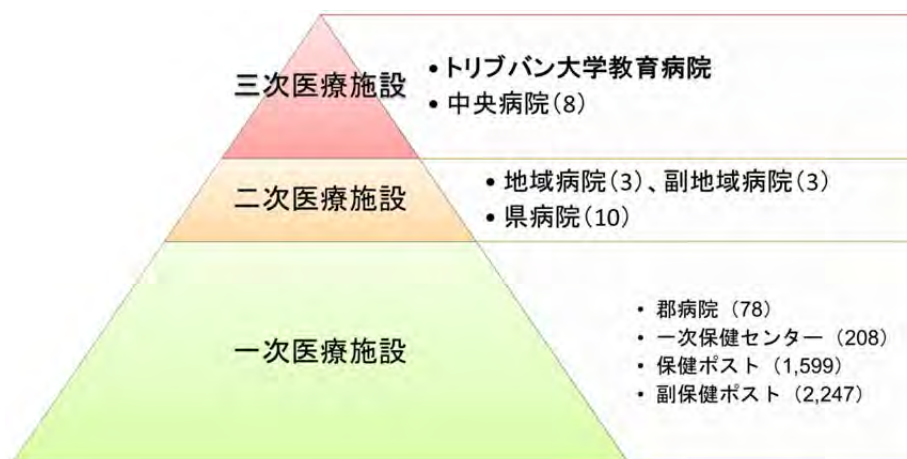 三次医療施設
• トリブバン大学教育病院
• 中央病院(8)
二次医療施設
• 地域病院(3)、副地域病院(3)
• 県病院(10)
一次医療施設
• 郡病院 (78)
• 一次保健センター (208)
• 保健ポスト (1,599)
• 副保健ポスト (2,247)